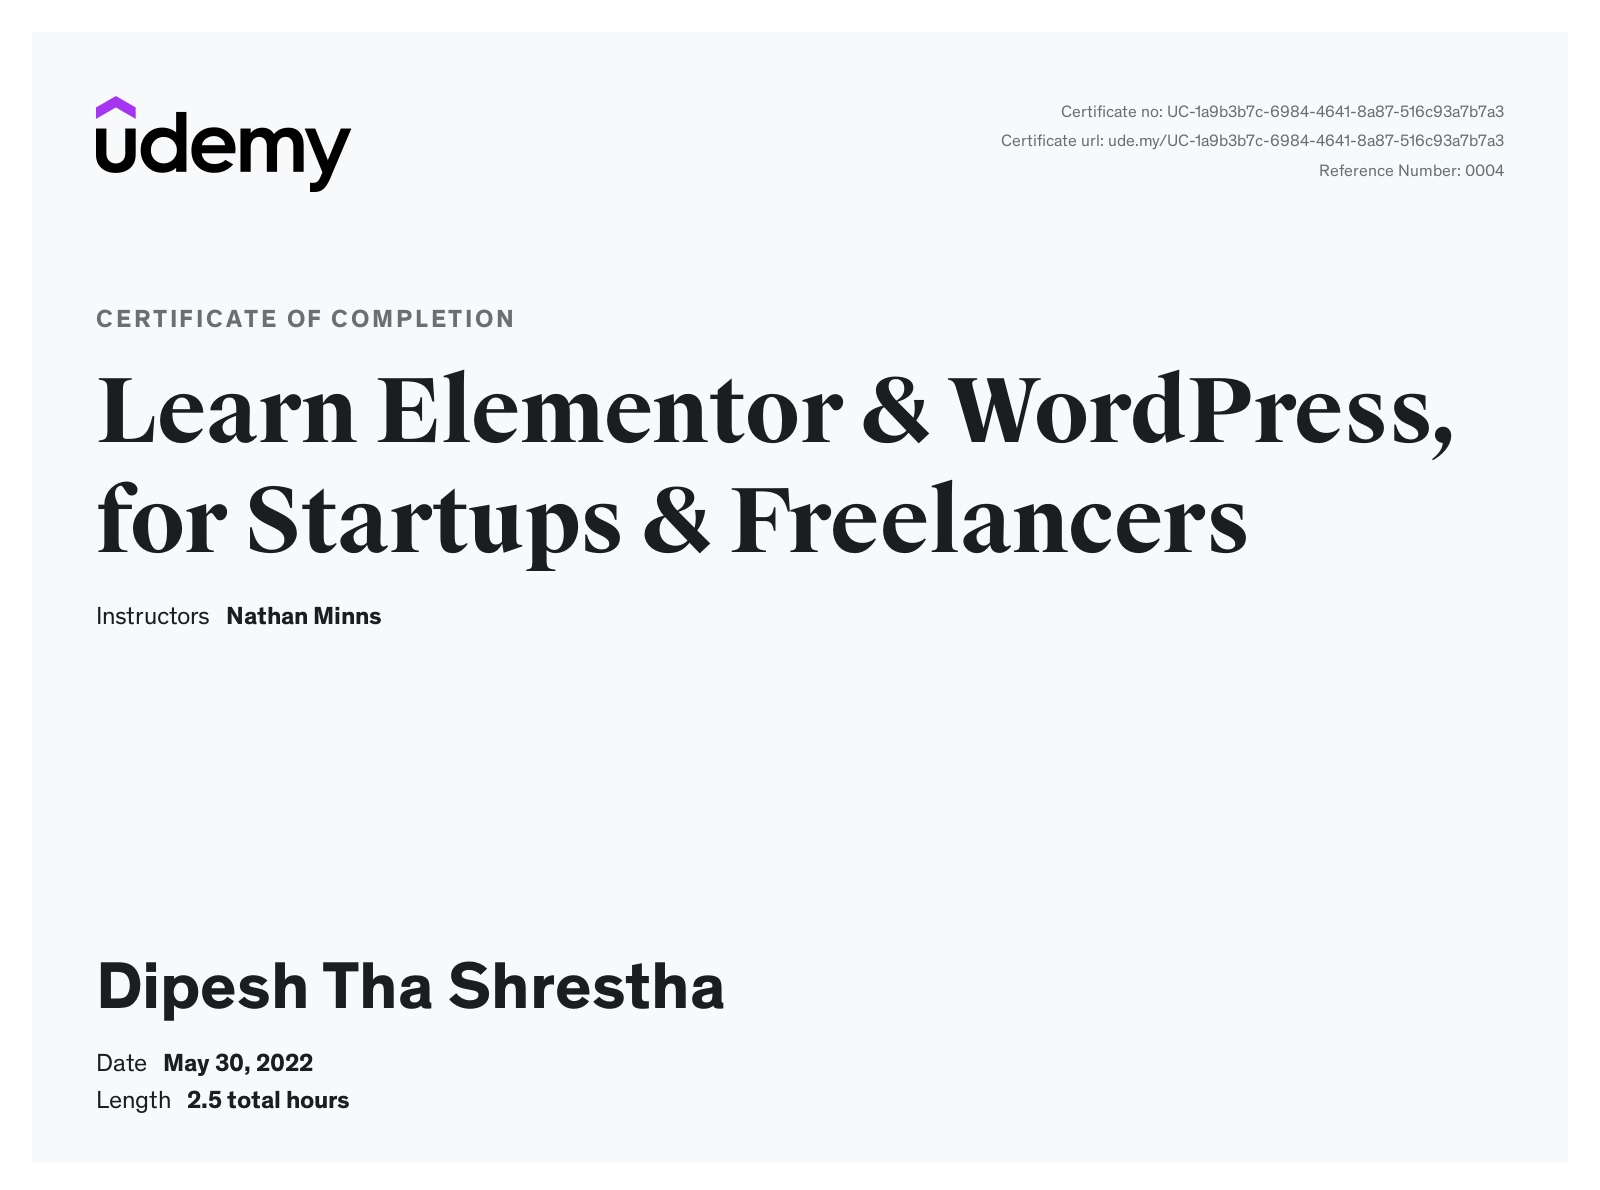 udemy
Certificate no: UC-1a9b3b7c-6984-4641-8a87-516c93a7b7a3
Certificate url: ude.my/UC-1a9b3b7c-6984-4641-8a87-516c93a7b7a3
Reference Number: 0004
CERTIFICATE OF COMPLETION
Learn Elementor & WordPress,
for Startups & Freelancers
Instructors Nathan Minns
Dipesh Tha Shrestha
Date May 30, 2022
Length 2.5 total hours